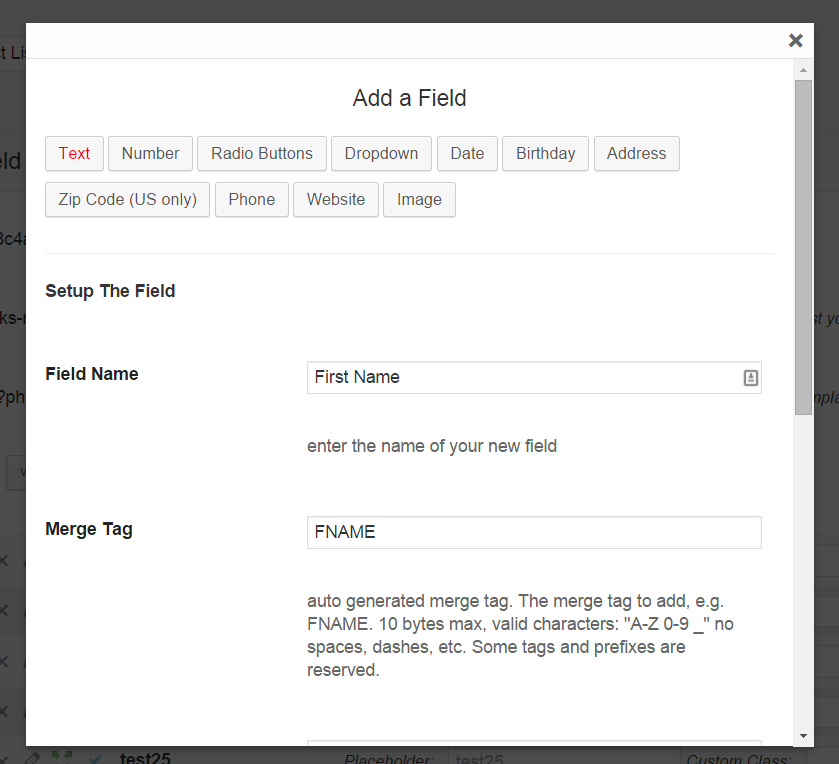 t Lis
×
Add a Field
Text Number Radio Buttons Dropdown Date Birthday Address
Zip Code (US only) Phone Website Image
Setup The Field
Field Name First Name
enter the name of your new field
Merge Tag FNAME
auto generated merge tag. The merge tag to add, e.g.
FNAME. 10 bytes max, valid characters: "A-Z 0-9 _" no
spaces, dashes, etc. Some tags and prefixes are
reserved.
test25 Placeholder: test25 Custom Class: